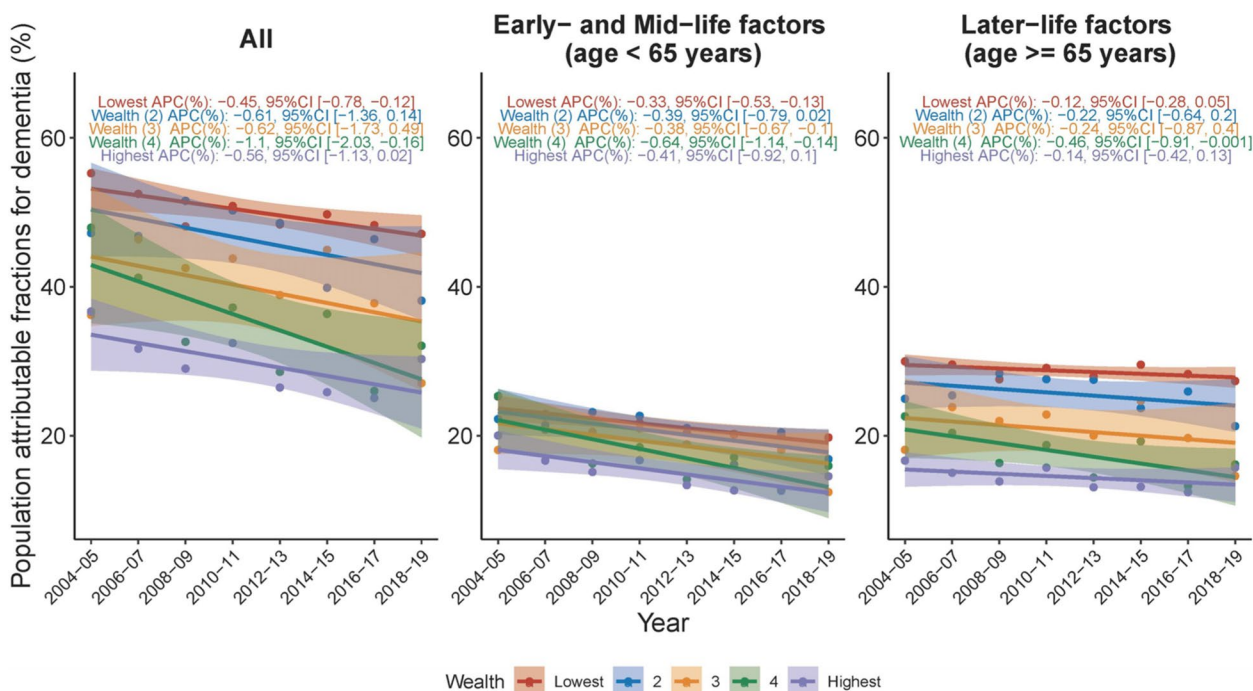 All
Early− and Mid−life factors
(age < 65 years)
Later−life factors
(age >= 65 years)
Population attributable fractions for dementia (%)
60
40
20
Lowest APC(%): −0.45, 95%CI [−0.78, −0.12]
Wealth (2) APC(%): −0.61, 95%CI [−1.36, 0.14]
Wealth (3) APC(%): −0.62, 95%CI [−1.73, 0.49]
Wealth (4) APC(%): −1.1, 95%CI [−2.03, −0.16]
Highest APC(%): −0.56, 95%CI [−1.13, 0.02]
2004−05
2006−07
2008−09
2010−11
2012−13
2014−15
2016−17
2018−19
60
40
20
Lowest APC(%): −0.33, 95%CI [−0.53, −0.13]
Wealth (2) APC(%): −0.39, 95%CI [−0.79, 0.02]
Wealth (3) APC(%): −0.38, 95%CI [−0.67, −0.1]
Wealth (4) APC(%): −0.64, 95%CI [−1.14, −0.14]
Highest APC(%): −0.41, 95%CI [−0.92, 0.1]
2004−05
2006−07
2008−09
2010−11
2012−13
2014−15
2016−17
2018−19
60
40
20
Lowest APC(%): −0.12, 95%CI [−0.28, 0.05]
Wealth (2) APC(%): −0.22, 95%CI [−0.64, 0.2]
Wealth (3) APC(%): −0.24, 95%CI [−0.87, 0.4]
Wealth (4) APC(%): −0.46, 95%CI [−0.91, −0.001]
Highest APC(%): −0.14, 95%CI [−0.42, 0.13]
2004−05
2006−07
2008−09
2010−11
2012−13
2014−15
2016−17
2018−19
Year
Wealth Lowest 2 3 4 Highest